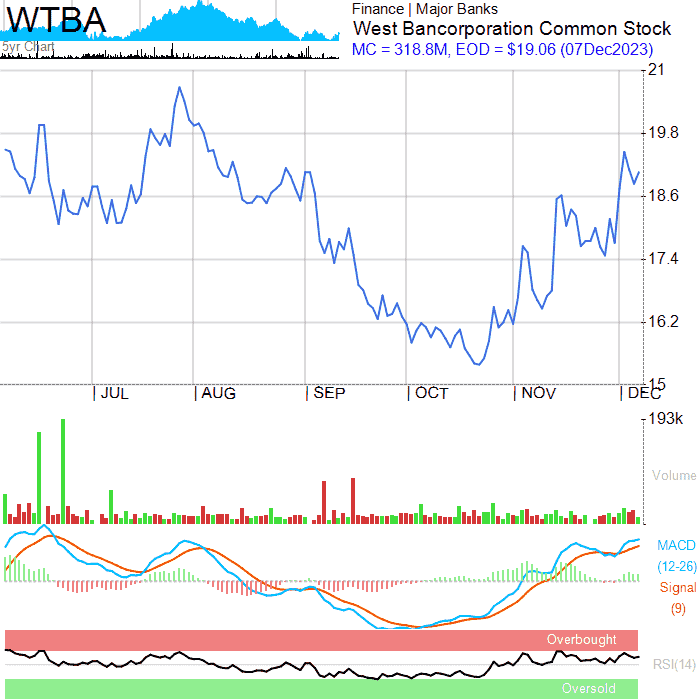 WTBA
5yr Chart
Finance | Major Banks
West Bancorporation Common Stock
MC = 318.8M, EOD = $19.06 (07Dec2023)
21
19.8
18.6
17.4
16.2
15
JUL AUG SEP OCT NOV DEC
193k
Volume
MACD
(12-26)
Signal
(9)
Overbought
RSI(14)
Oversold